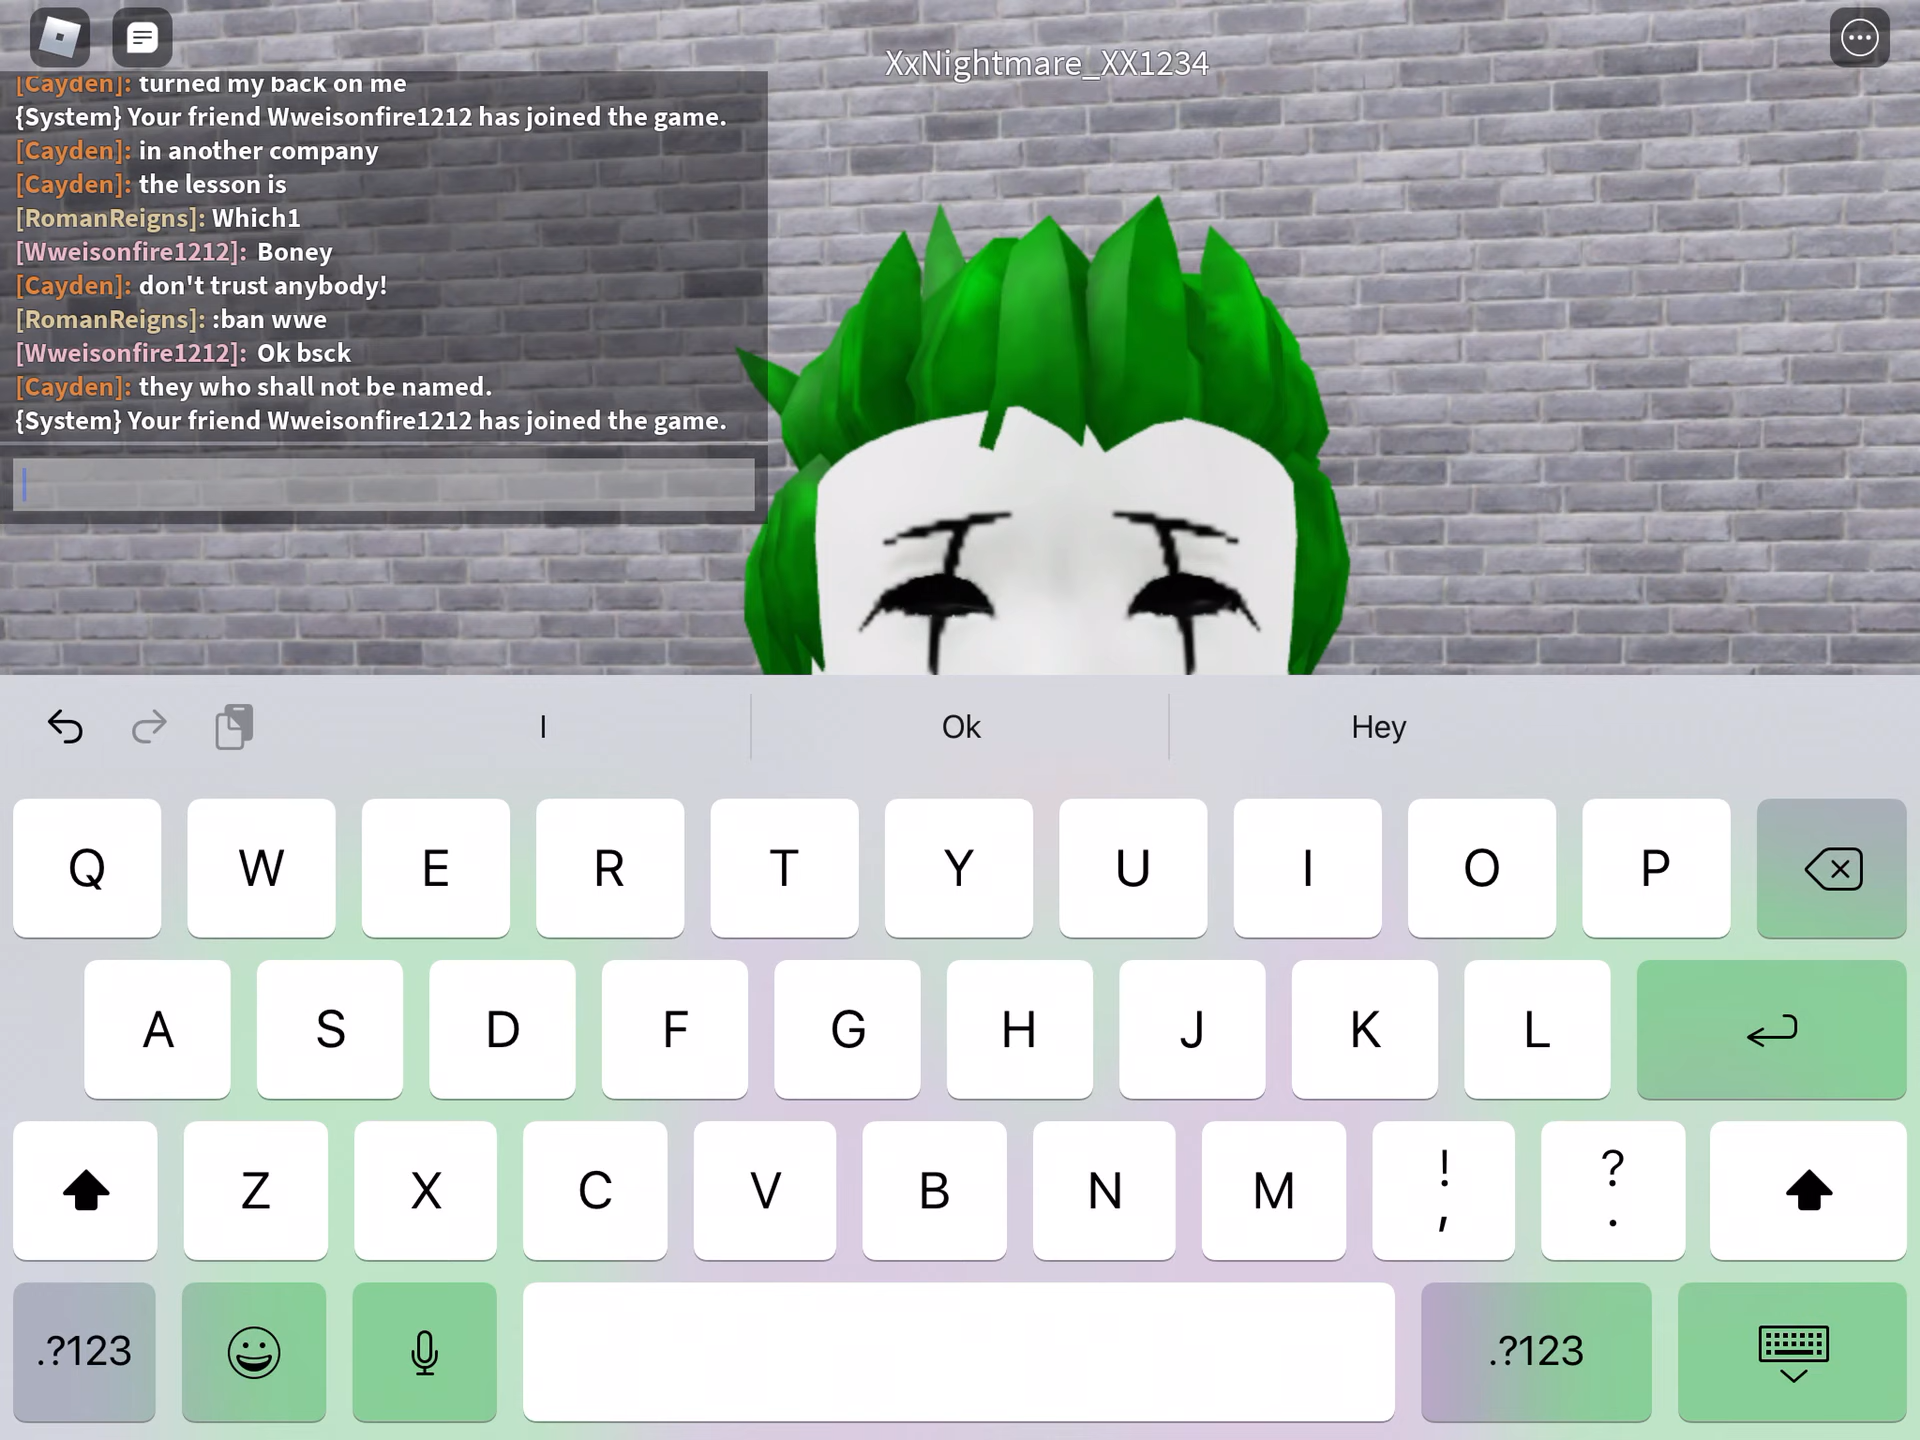 XxNightmare_XX1234
[Cayden]: turned my back on me
{System} Your friend Wweisonfire1212 has joined the game.
[Cayden]: in another company
[Cayden]: the lesson is
[RomanReigns]: Which1
[Wweisonfire1212]: Boney
[Cayden]: don't trust anybody!
[RomanReigns]: :ban wwe
[Wweisonfire1212]: Ok bsck
[Cayden]: they who shall not be named.
{System} Your friend Wweisonfire1212 has joined the game.
I Ok Hey
Q W E R T Y U I O P
A S D F G H J K L
Z X C V B N M ! , ? .
.?123 .?123